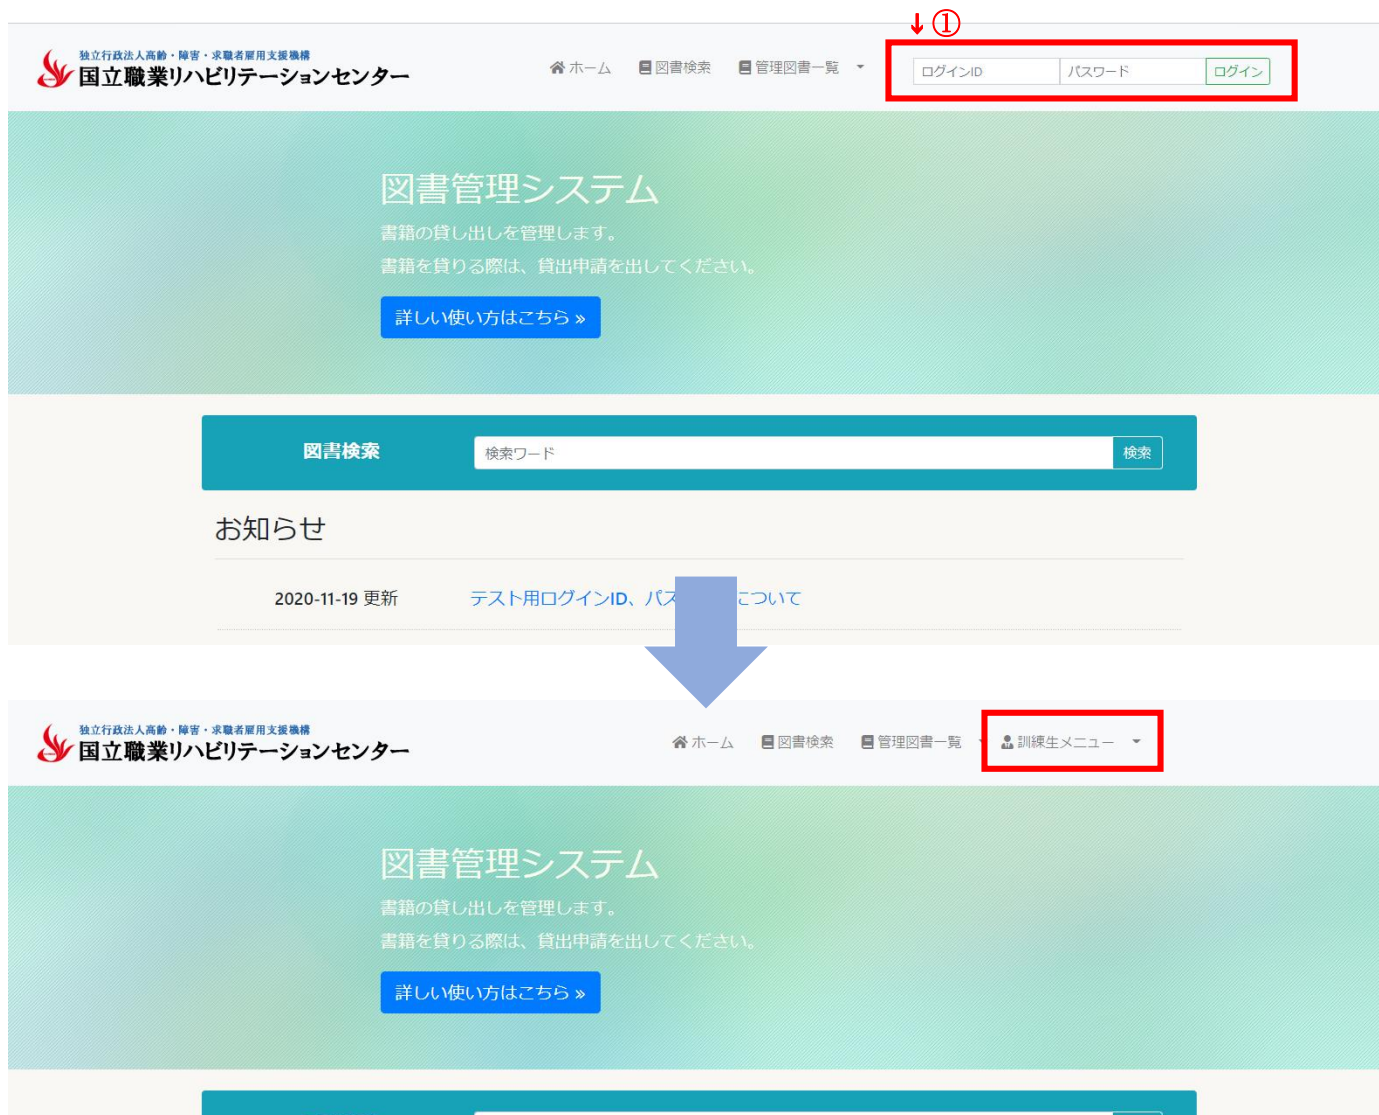 ↓①
独立行政法人高齢・障害・求職者雇用支援機構
国立職業リハビリテーションセンター
ホーム 図書検索 管理図書一覧 ログインID パスワード ログイン
図書管理システム
書籍の貸し出しを管理します。
書籍を借りる際は、貸出申請を出してください。
詳しい使い方はこちら »
図書検索 検索ワード 検索
お知らせ
2020-11-19 更新 テスト用ログインID、パス について
独立行政法人高齢・障害・求職者雇用支援機構
国立職業リハビリテーションセンター
ホーム 図書検索 管理図書一覧 訓練生メニュー
図書管理システム
書籍の貸し出しを管理します。
書籍を借りる際は、貸出申請を出してください。
詳しい使い方はこちら »